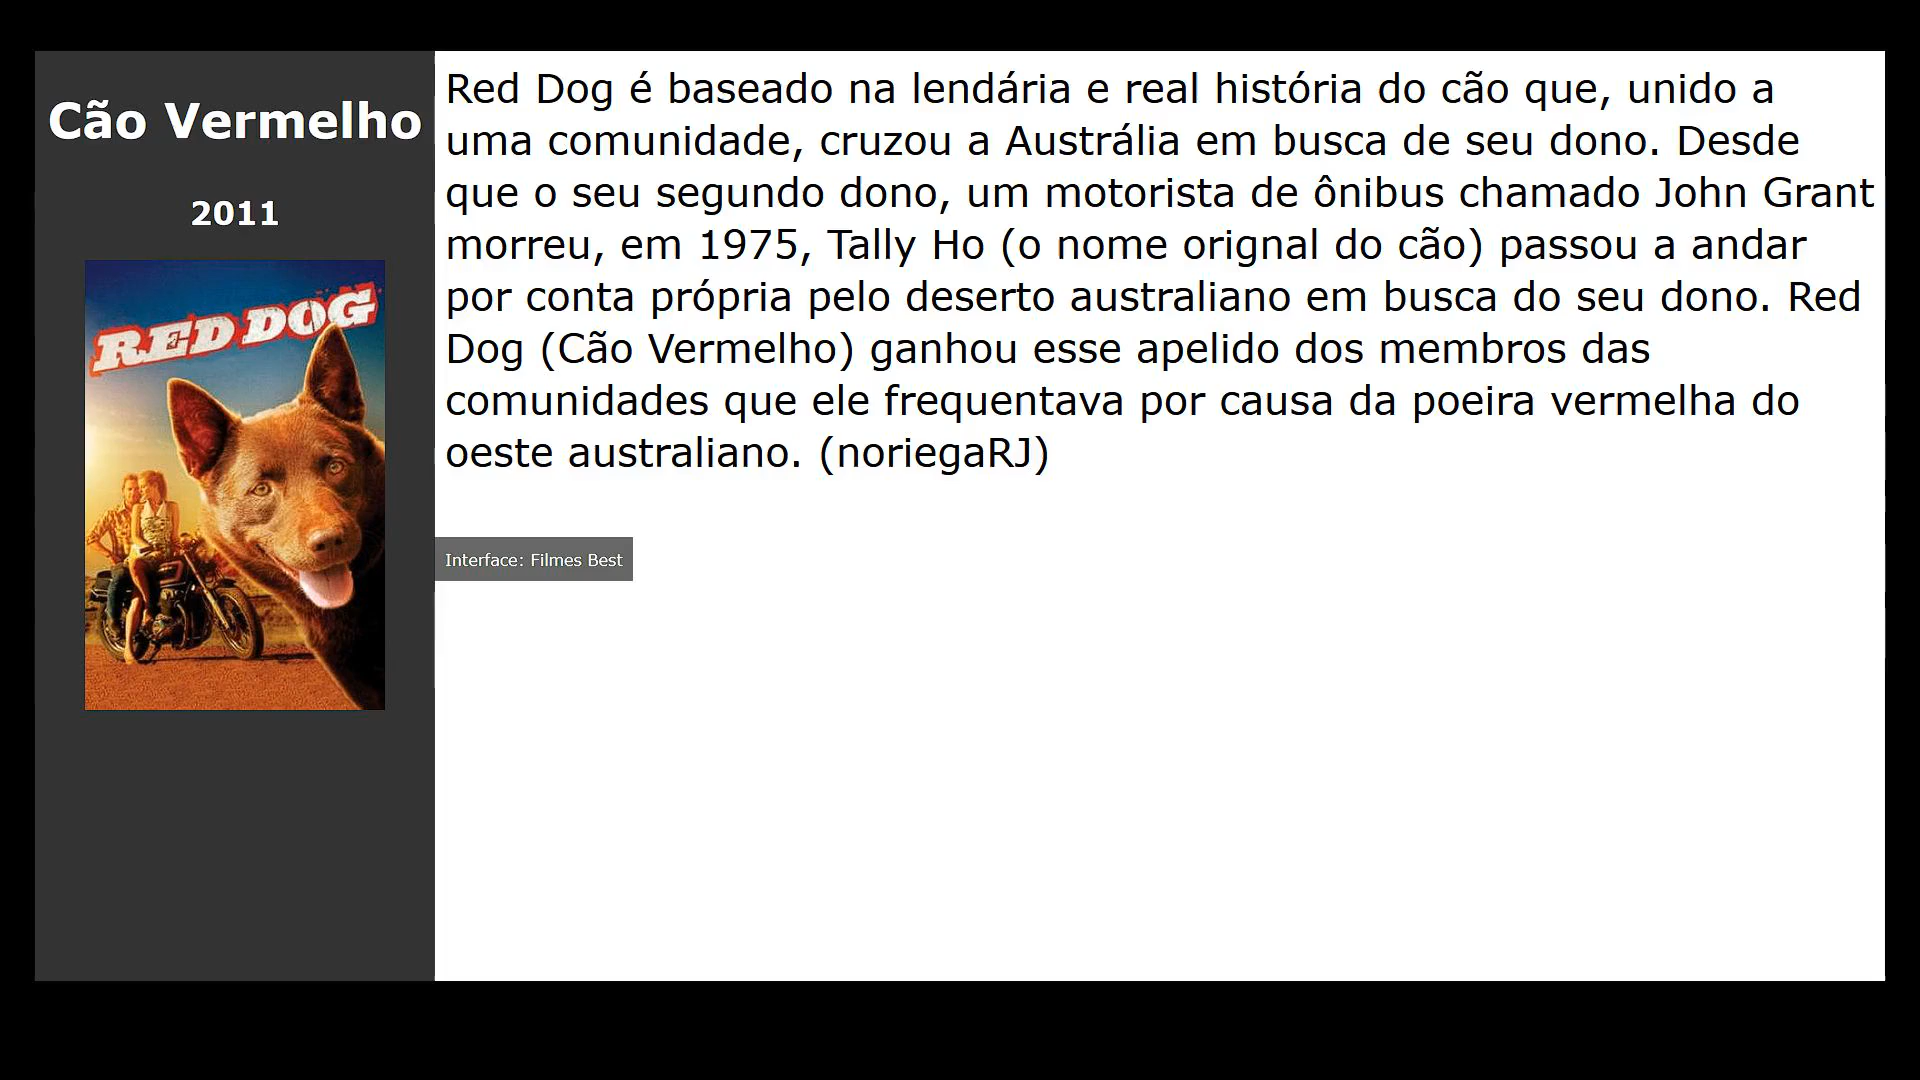 Cão Vermelho
2011
RED DOG
Red Dog é baseado na lendária e real história do cão que, unido a
uma comunidade, cruzou a Austrália em busca de seu dono. Desde
que o seu segundo dono, um motorista de ônibus chamado John Grant
morreu, em 1975, Tally Ho (o nome orignal do cão) passou a andar
por conta própria pelo deserto australiano em busca do seu dono. Red
Dog (Cão Vermelho) ganhou esse apelido dos membros das
comunidades que ele frequentava por causa da poeira vermelha do
oeste australiano. (noriegaRJ)
Interface: Filmes Best